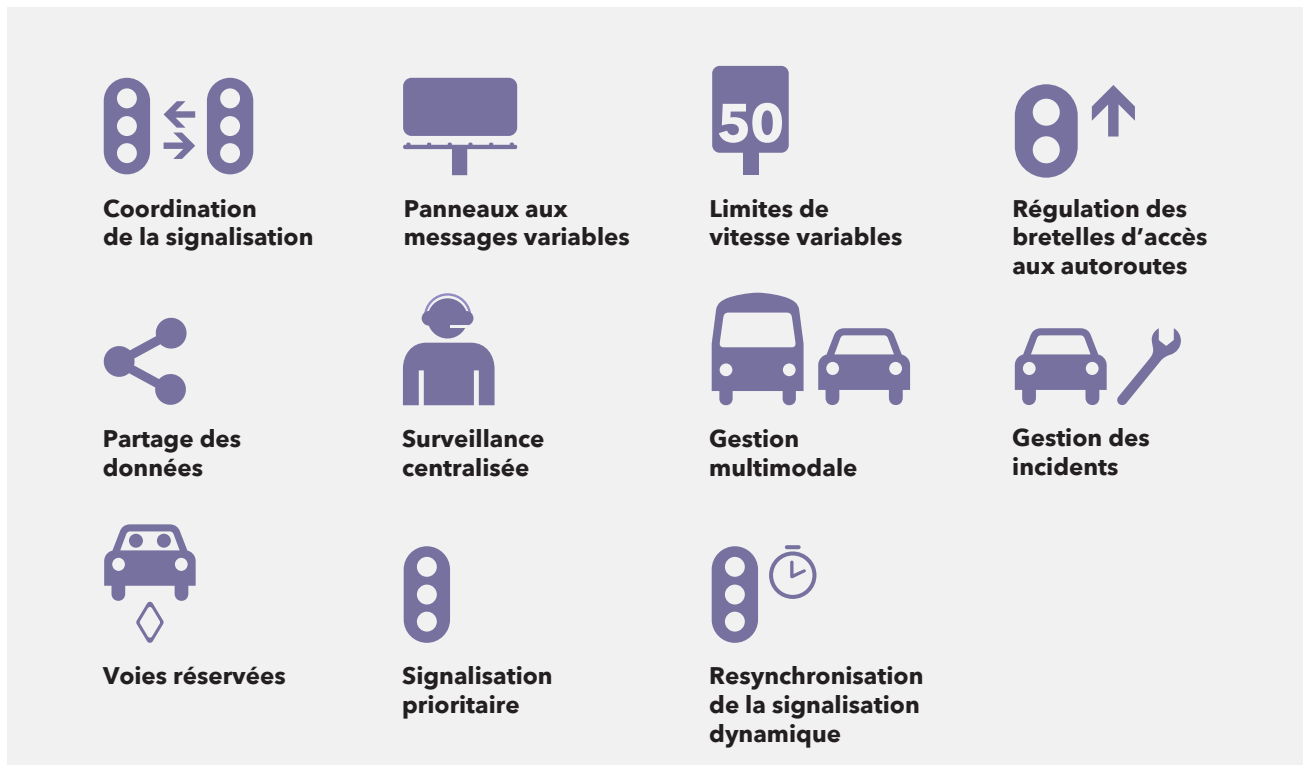 Coordination
de la signalisation
Panneaux aux
messages variables
50
Limites de
vitesse variables
Régulation des
bretelles d’accès
aux autoroutes
Partage des
données
Surveillance
centralisée
Gestion
multimodale
Gestion des
incidents
Voies réservées
Signalisation
prioritaire
Resynchronisation
de la signalisation
dynamique